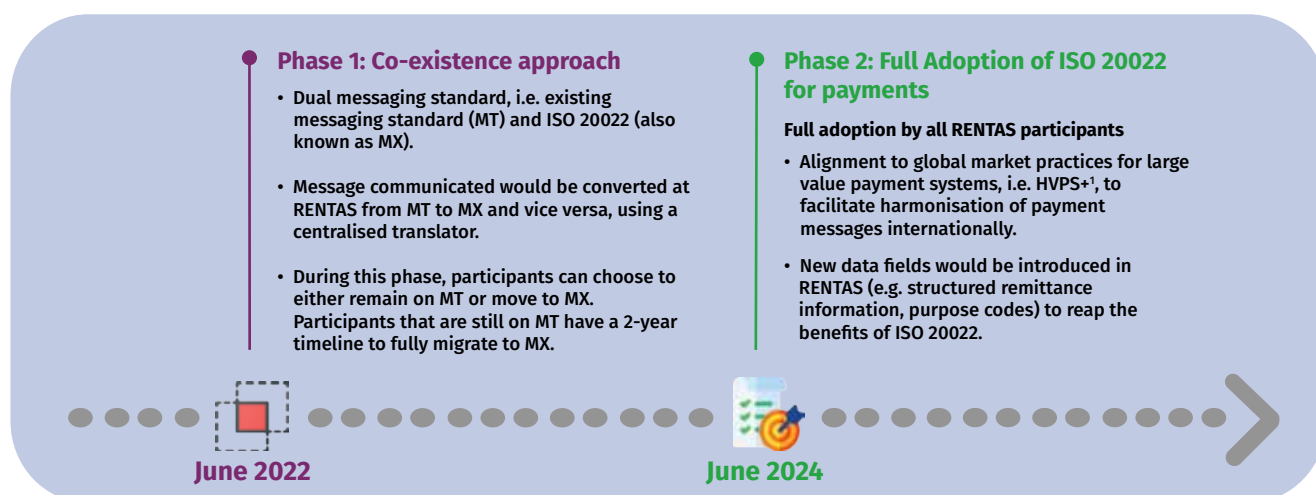 Phase 1: Co-existence approach
• Dual messaging standard, i.e. existing
messaging standard (MT) and ISO 20022 (also
known as MX).
• Message communicated would be converted at
RENTAS from MT to MX and vice versa, using a
centralised translator.
• During this phase, participants can choose to
either remain on MT or move to MX.
Participants that are still on MT have a 2-year
timeline to fully migrate to MX.
Phase 2: Full Adoption of ISO 20022
for payments
Full adoption by all RENTAS participants
• Alignment to global market practices for large
value payment systems, i.e. HVPS+¹, to
facilitate harmonisation of payment
messages internationally.
• New data fields would be introduced in
RENTAS (e.g. structured remittance
information, purpose codes) to reap the
benefits of ISO 20022.
June 2022
June 2024